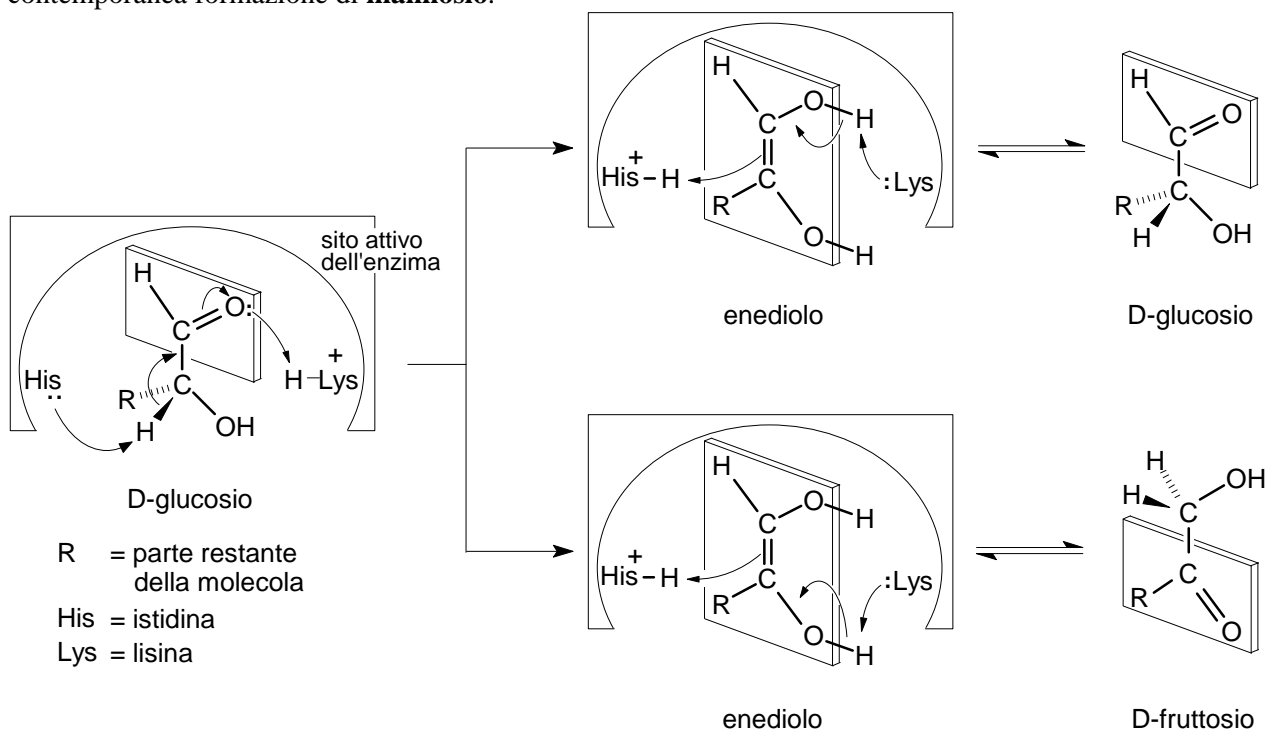 contemporanea formazione di mannosio.
H
O
H
C
C
R
O
H
+
His–H
:Lys
enediolo
H
O
C
C
R
H
OH
D-glucosio
sito attivo
dell'enzima
H
O:
C
C
R
H
OH
His
..
+
H–Lys
D-glucosio
R = parte restante
della molecola
His = istidina
Lys = lisina
H
O
H
C
C
R
O
H
+
His–H
:Lys
enediolo
H
H
OH
C
C
R
O
D-fruttosio